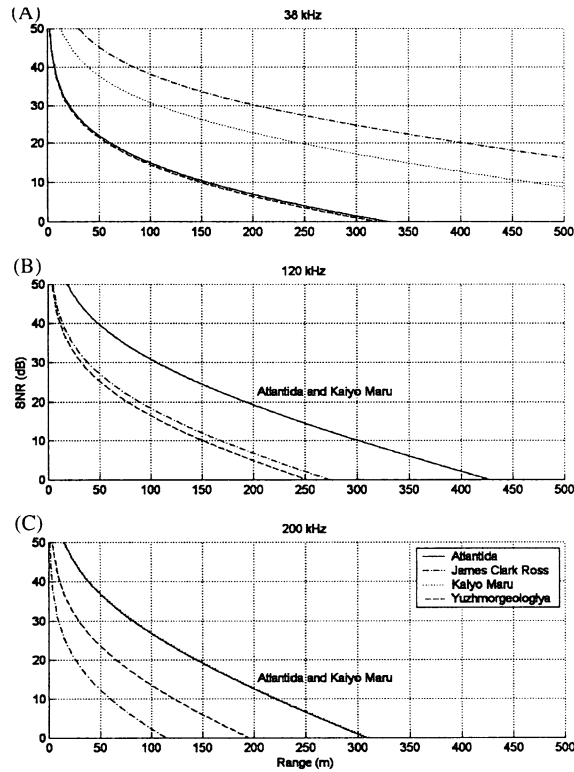 (A)
38 kHz
50
40
30
20
10
0
0 50 100 150 200 250 300 350 400 450 500
(B)
120 kHz
50
40
30
20
10
0
SNR (dB)
Atlantida and Kaiyo Maru
0 50 100 150 200 250 300 350 400 450 500
(C)
200 kHz
50
40
30
20
10
0
Atlantida
James Clark Ross
Kaiyo Maru
Yuzhmorgeologiya
Atlantida and Kaiyo Maru
0 50 100 150 200 250 300 350 400 450 500
Range (m)